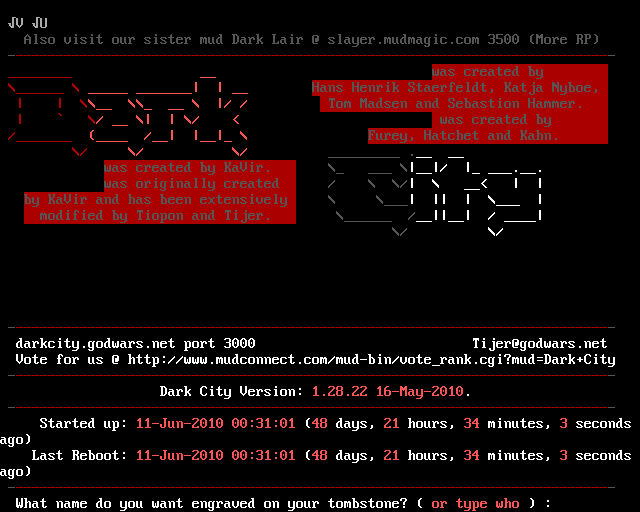 √V √U
Also visit our sister mud Dark Lair @ slayer.mudmagic.com 3500 (More RP)
Dark
was created by
Hans Henrik Staerfeldt, Katja Nyboe,
Tom Madsen and Sebastion Hammer.
was created by
Furey, Hatchet and Kahn.
was created by KaVir.
was originally created
by KaVir and has been extensively
modified by Tiopon and Tijer.
City
darkcity.godwars.net port 3000 Tijer@godwars.net
Vote for us @ http://www.mudconnect.com/mud-bin/vote_rank.cgi?mud=Dark+City
Dark City Version: 1.28.22 16-May-2010.
Started up: 11-Jun-2010 00:31:01 (48 days, 21 hours, 34 minutes, 3 seconds
ago)
Last Reboot: 11-Jun-2010 00:31:01 (48 days, 21 hours, 34 minutes, 3 seconds
ago)
What name do you want engraved on your tombstone? ( or type who ) :